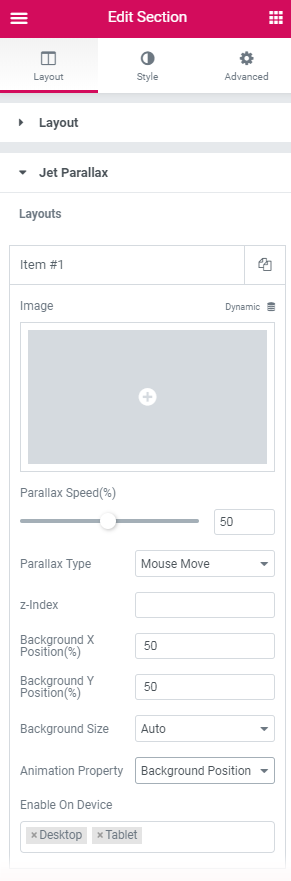 Edit Section
Layout Style Advanced
Layout
Jet Parallax
Layouts
Item #1
Image Dynamic
Parallax Speed(%)
50
Parallax Type Mouse Move
z-Index
Background X
Position(%) 50
Background Y
Position(%) 50
Background Size Auto
Animation Property Background Position
Enable On Device
×Desktop ×Tablet